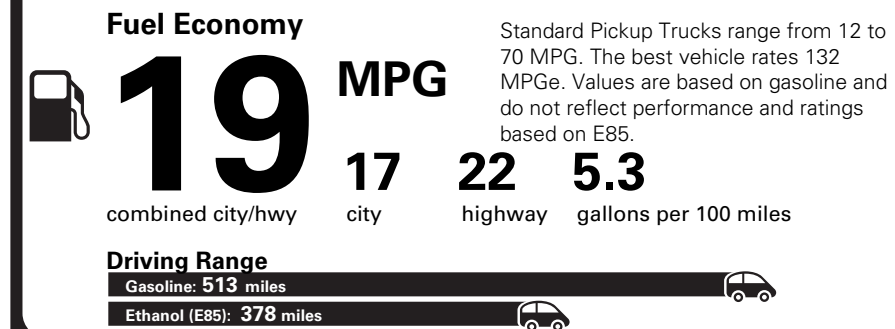 Fuel Economy
19
MPG
Standard Pickup Trucks range from 12 to
70 MPG. The best vehicle rates 132
MPGe. Values are based on gasoline and
do not reflect performance and ratings
based on E85.
17 22 5.3
combined city/hwy city highway gallons per 100 miles
Driving Range
Gasoline: 513 miles
Ethanol (E85): 378 miles